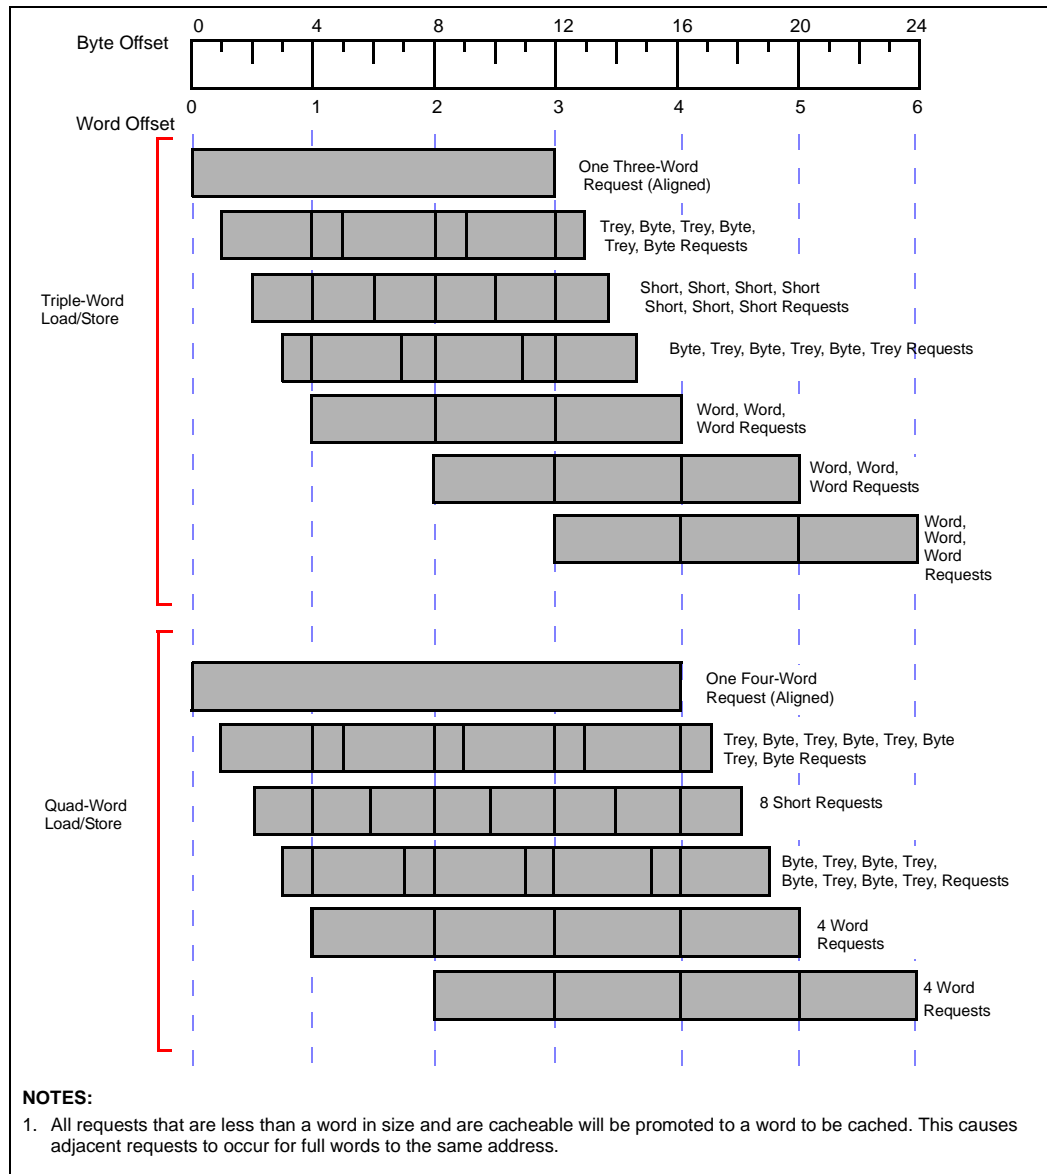 0 4 8 12 16 20 24
Byte Offset
0 1 2 3 4 5 6
Word Offset
One Three-Word
Request (Aligned)
Trey, Byte, Trey, Byte,
Trey, Byte Requests
Triple-Word
Load/Store
Short, Short, Short, Short
Short, Short, Short Requests
Byte, Trey, Byte, Trey, Byte, Trey Requests
Word, Word,
Word Requests
Word, Word,
Word Requests
Word,
Word,
Word
Requests
One Four-Word
Request (Aligned)
Trey, Byte, Trey, Byte, Trey, Byte
Trey, Byte Requests
Quad-Word
Load/Store
8 Short Requests
Byte, Trey, Byte, Trey,
Byte, Trey, Byte, Trey, Requests
4 Word
Requests
4 Word
Requests
NOTES:
1. All requests that are less than a word in size and are cacheable will be promoted to a word to be cached. This causes
adjacent requests to occur for full words to the same address.